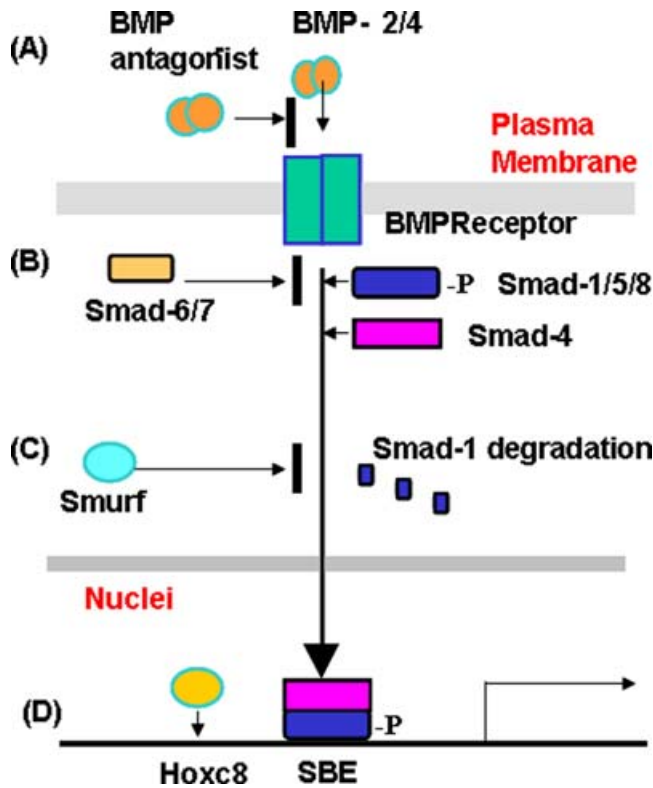 (A)
BMP
antagonist
BMP- 2/4
Plasma
Membrane
BMPReceptor
(B)
Smad-6/7
-P Smad-1/5/8
Smad-4
(C)
Smurf
Smad-1 degradation
Nuclei
(D)
-P
Hoxc8
SBE